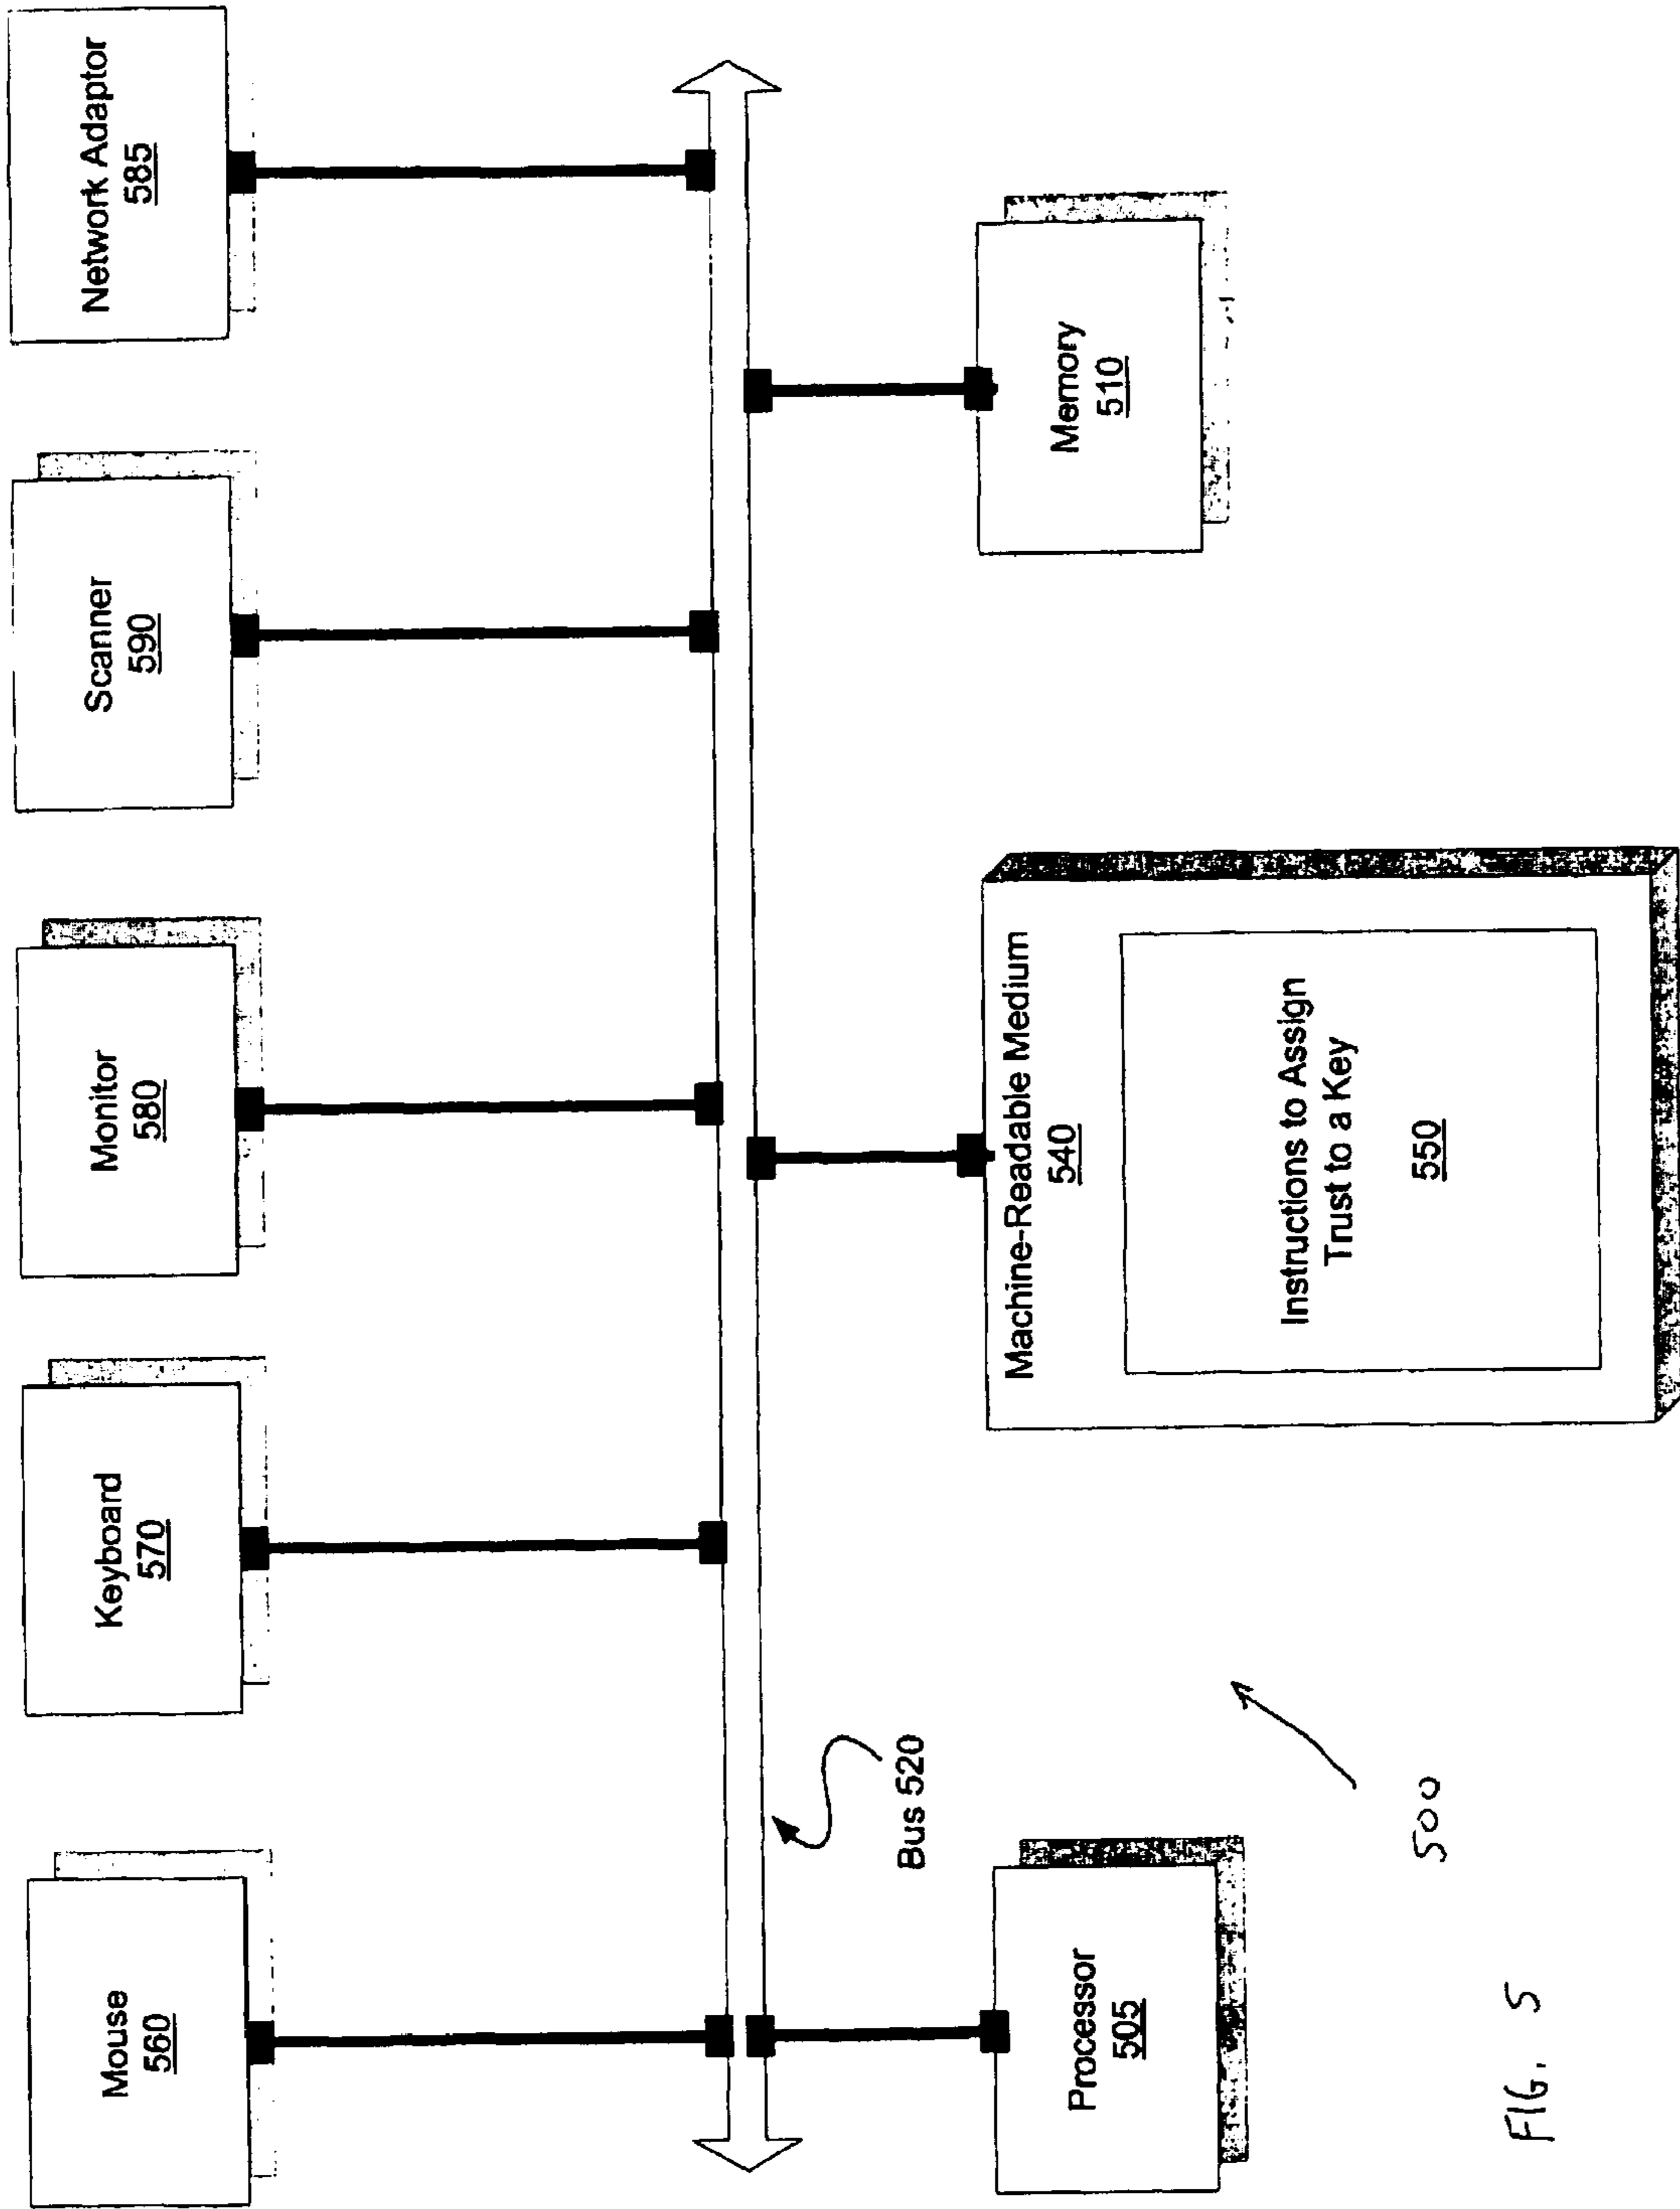 Mouse
560
Keyboard
570
Monitor
580
Scanner
590
Network Adaptor
585
Bus 520
Processor
505
Machine-Readable Medium
540
Instructions to Assign
Trust to a Key
550
Memory
510
500
FIG. 5